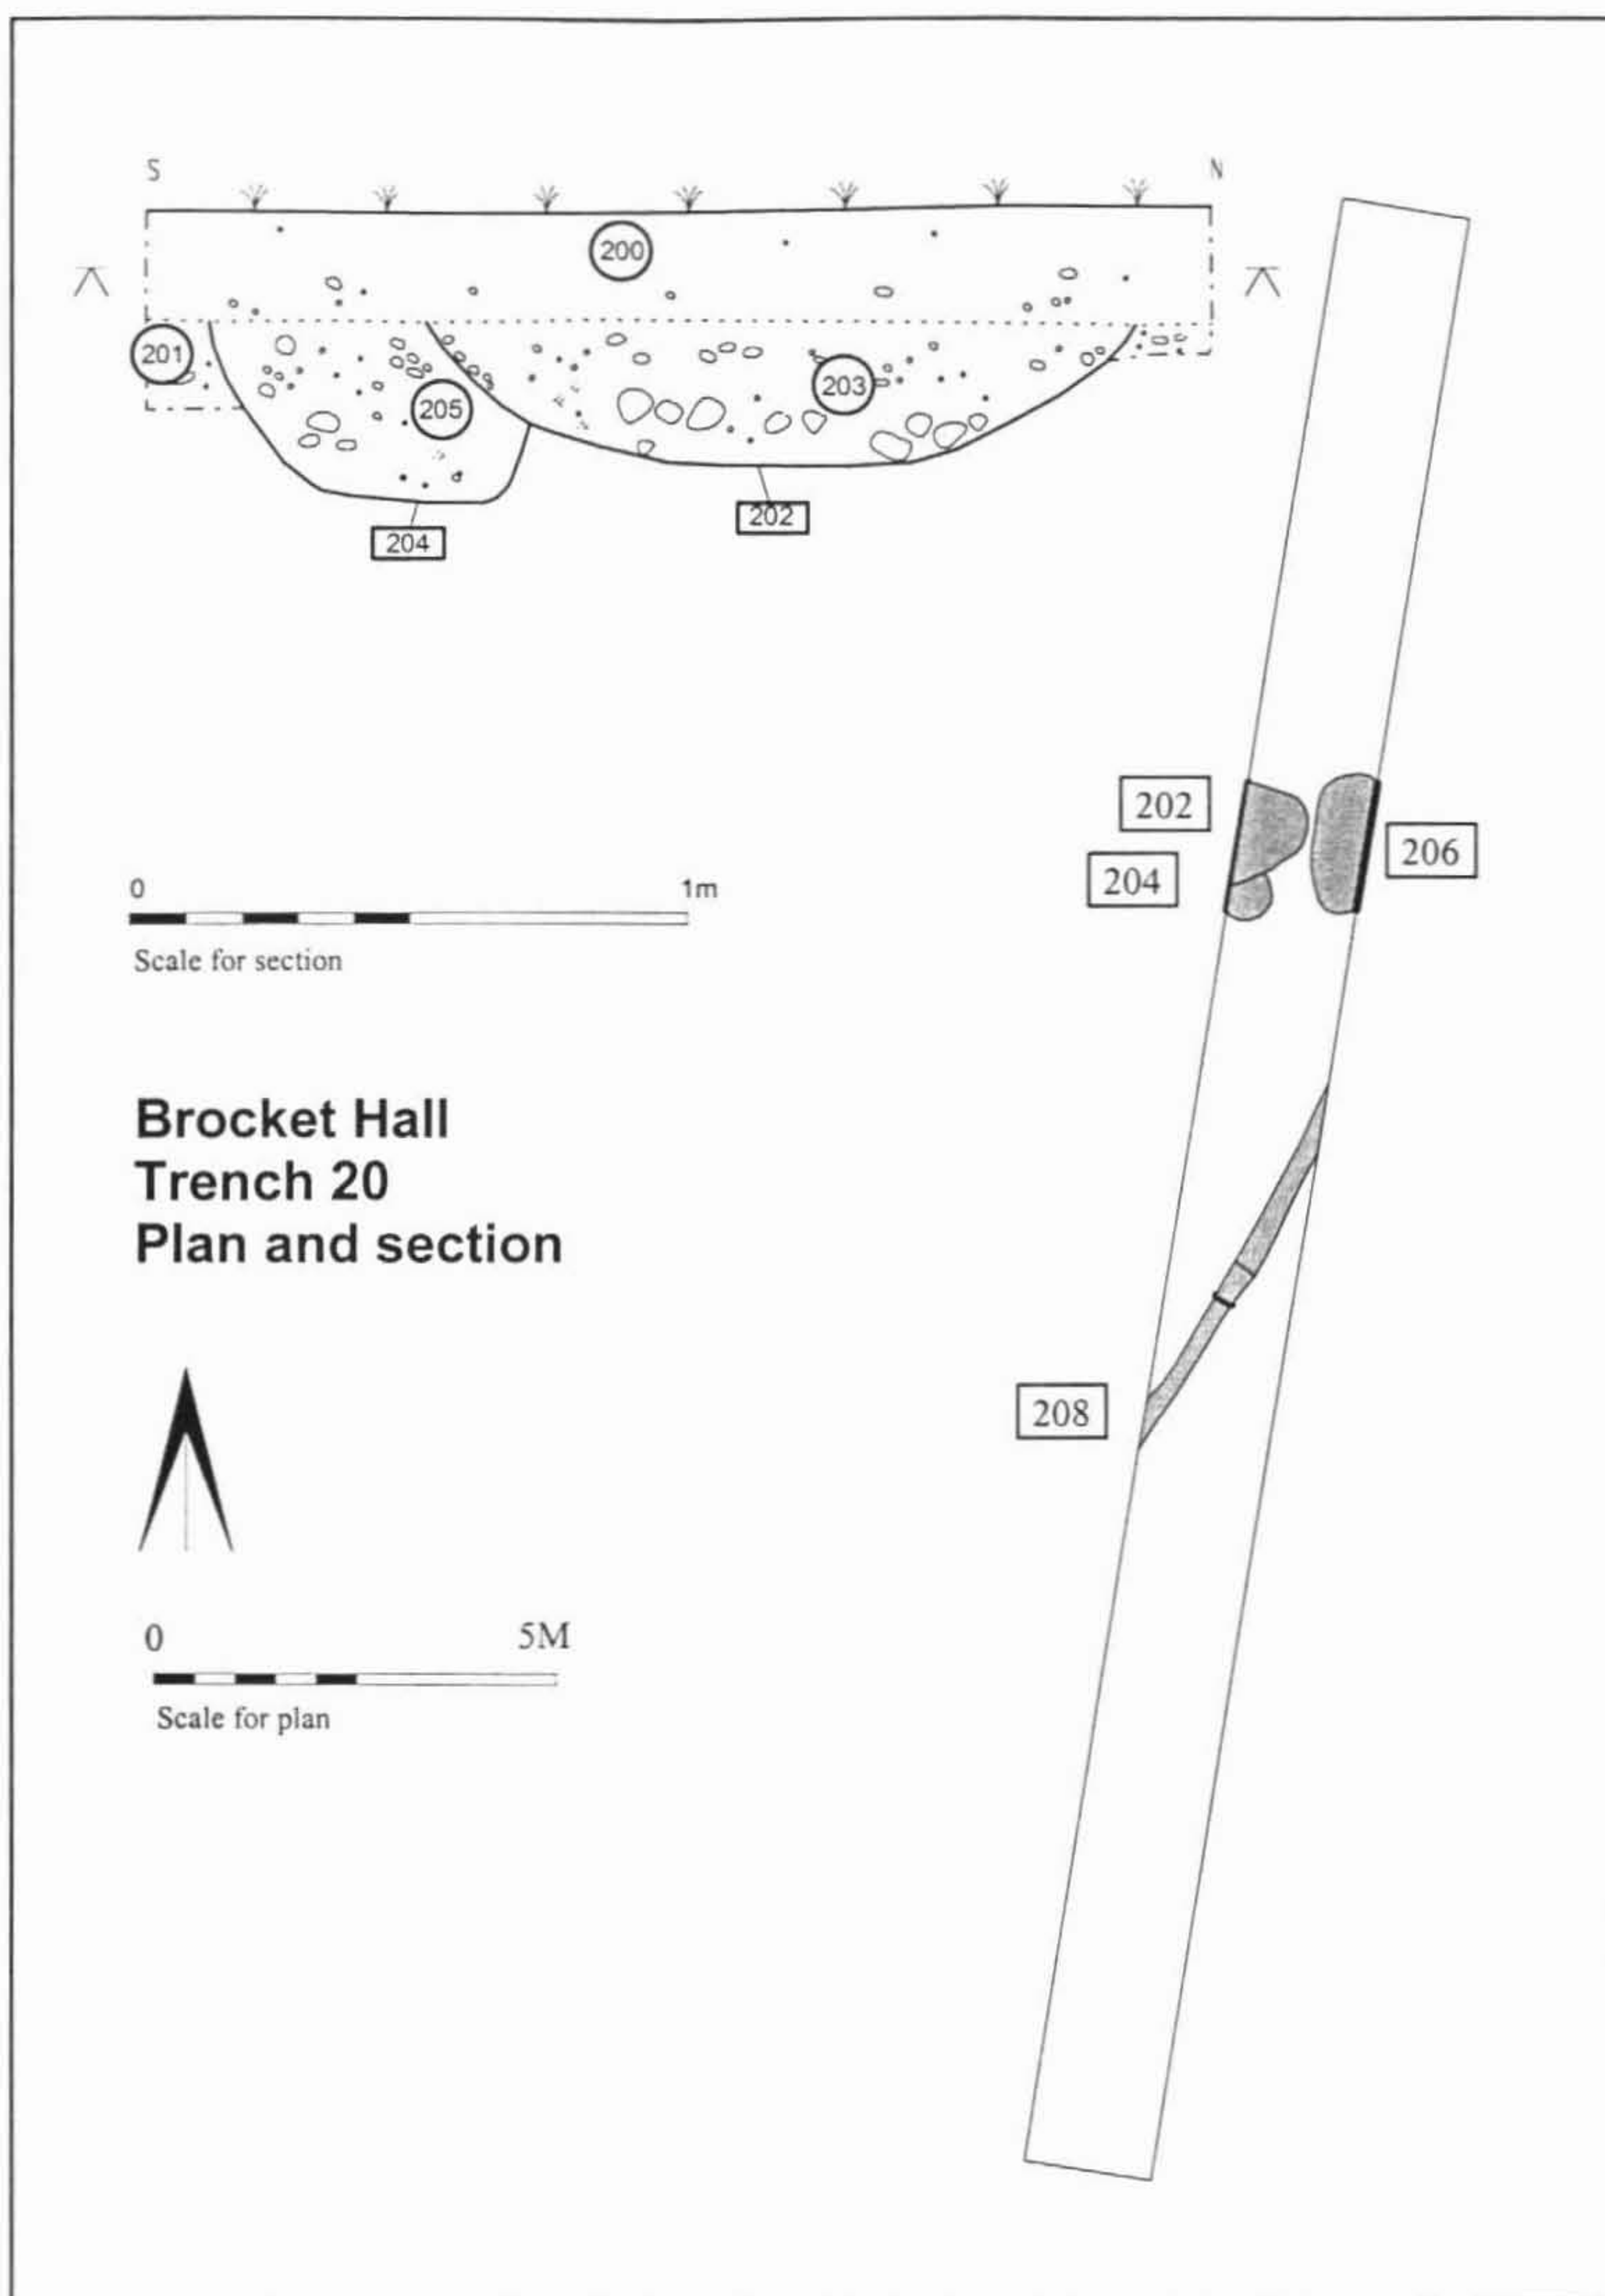 S
N
200
201
205
203
204
202
0 1m
Scale for section
202
204
206
Brocket Hall
Trench 20
Plan and section
208
0 5M
Scale for plan